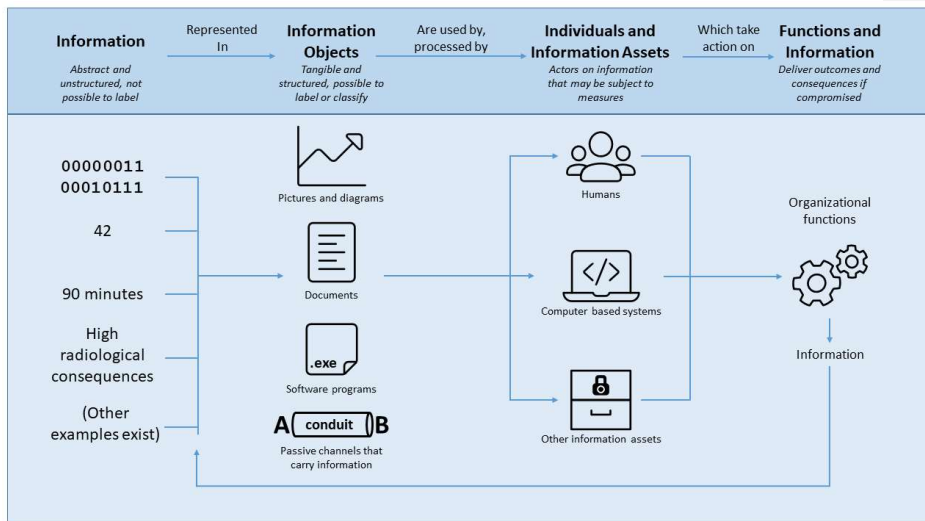 Information
Abstract and
unstructured, not
possible to label
Represented
In
Information
Objects
Tangible and
structured, possible to
label or classify
Are used by,
processed by
Individuals and
Information Assets
Actors on information
that may be subject to
measures
Which take
action on
Functions and
Information
Deliver outcomes and
consequences if
compromised
00000011
00010111
42
90 minutes
High
radiological
consequences
(Other
examples exist)
Pictures and diagrams
Documents
.exe
Software programs
A conduit B
Passive channels that
carry information
Humans
</>
Computer based systems
Other information assets
Organizational
functions
Information